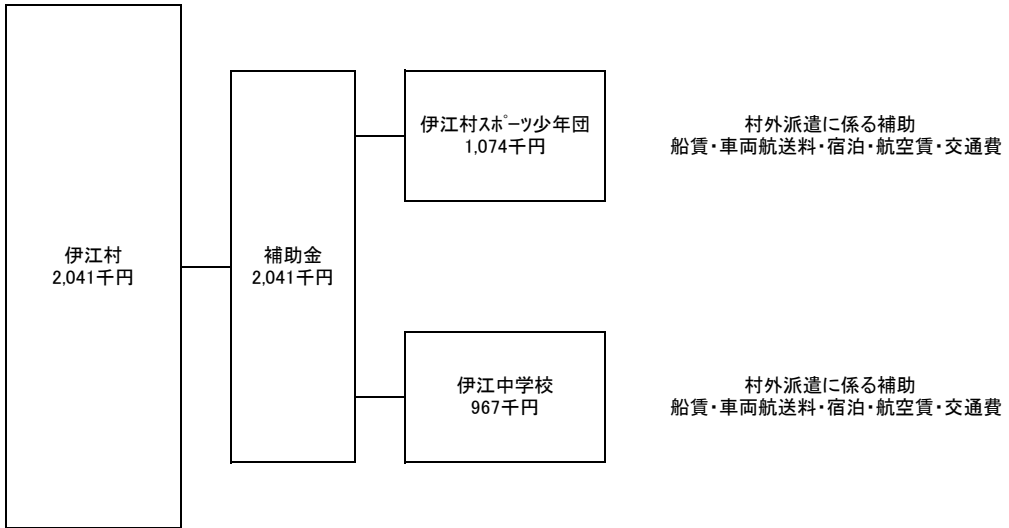 伊江村
2,041千円
補助金
2,041千円
伊江村ｽﾎﾟｰﾂ少年団
1,074千円
村外派遣に係る補助
船賃・車両航送料・宿泊・航空賃・交通費
伊江中学校
967千円
村外派遣に係る補助
船賃・車両航送料・宿泊・航空賃・交通費